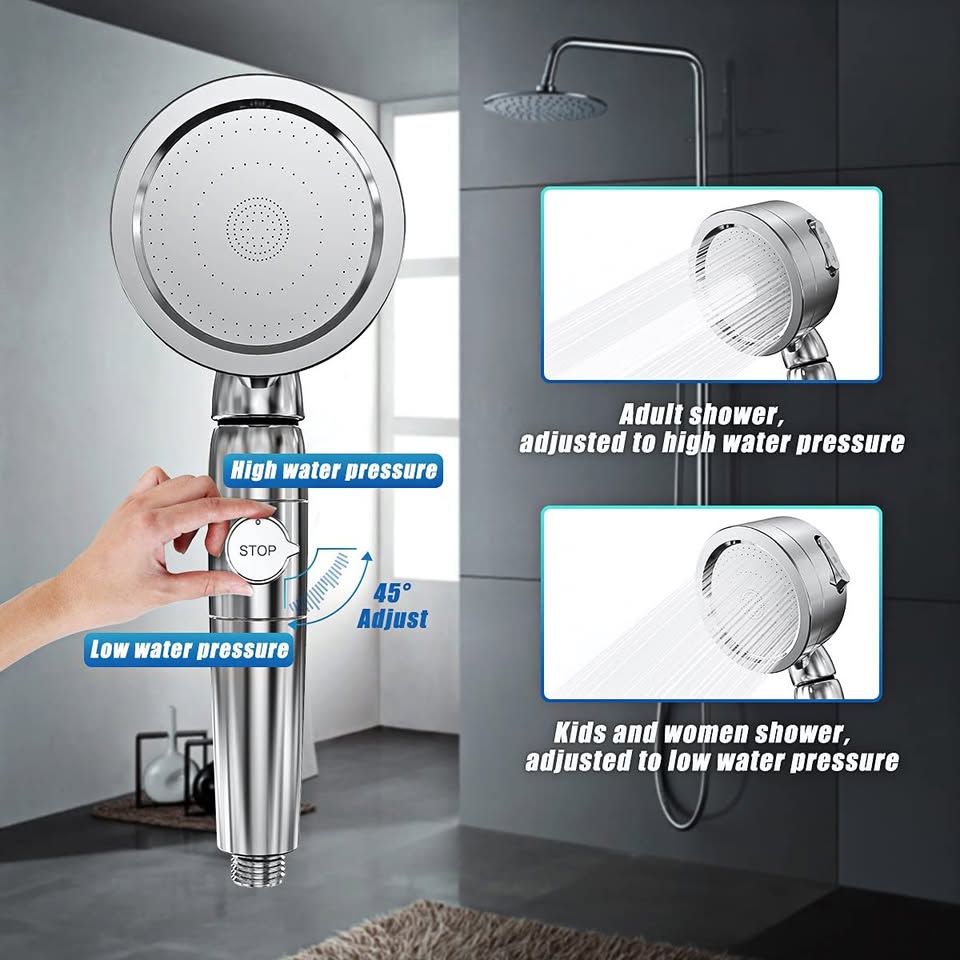 High water pressure
STOP
45°
Adjust
Low water pressure
Adult shower,
adjusted to high water pressure
Kids and women shower,
adjusted to low water pressure